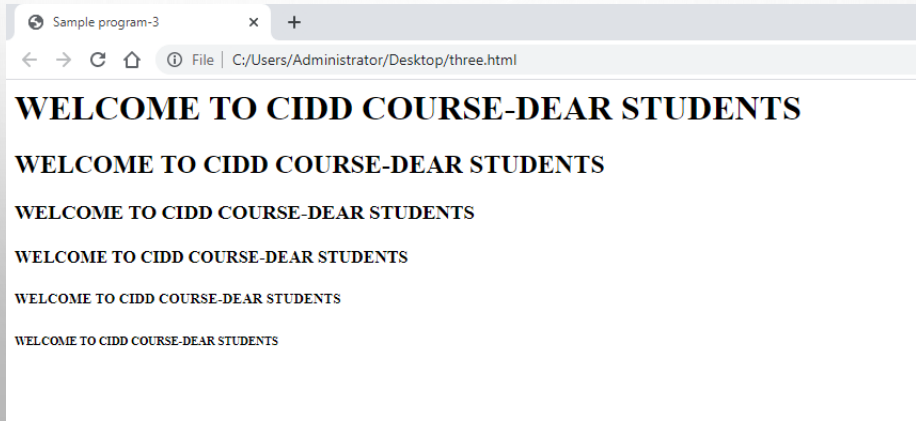 Sample program-3
File C:/Users/Administrator/Desktop/three.html
WELCOME TO CIDD COURSE-DEAR STUDENTS
WELCOME TO CIDD COURSE-DEAR STUDENTS
WELCOME TO CIDD COURSE-DEAR STUDENTS
WELCOME TO CIDD COURSE-DEAR STUDENTS
WELCOME TO CIDD COURSE-DEAR STUDENTS
WELCOME TO CIDD COURSE-DEAR STUDENTS